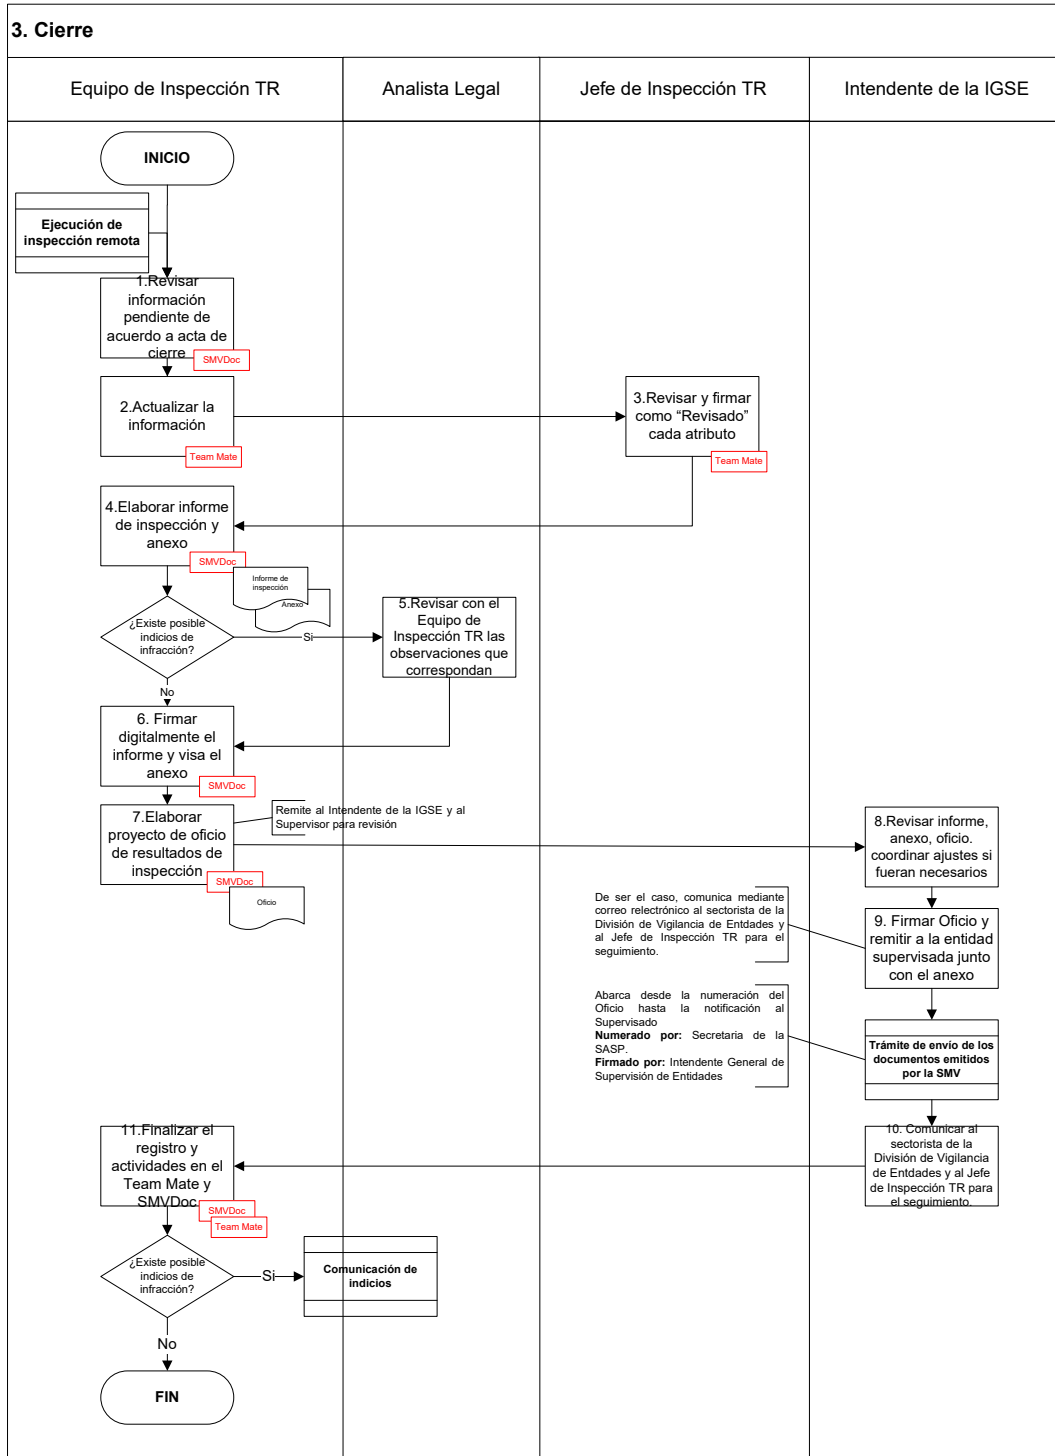 3. Cierre
Equipo de Inspección TR
Analista Legal
Jefe de Inspección TR
Intendente de la IGSE
INICIO
Ejecución de
inspección remota
1.Revisar
información
pendiente de
acuerdo a acta de
cierre
SMVDoc
2.Actualizar la
información
Team Mate
3.Revisar y firmar
como “Revisado”
cada atributo
Team Mate
4.Elaborar informe
de inspección y
anexo
SMVDoc
Informe de
inspección
Anexo
¿Existe posible
indicios de
infracción?
Si
No
5.Revisar con el
Equipo de
Inspección TR las
observaciones que
correspondan
6. Firmar
digitalmente el
informe y visa el
anexo
SMVDoc
7.Elaborar
proyecto de oficio
de resultados de
inspección
SMVDoc
Oficio
Remite al Intendente de la IGSE y al
Supervisor para revisión
8.Revisar informe,
anexo, oficio.
coordinar ajustes si
fueran necesarios
De ser el caso, comunica mediante
correo relectrónico al sectorista de la
División de Vigilancia de Entdades y
al Jefe de Inspección TR para el
seguimiento.
9. Firmar Oficio y
remitir a la entidad
supervisada junto
con el anexo
Abarca desde la numeración del
Oficio hasta la notificación al
Supervisado
Numerado por: Secretaria de la
SASP.
Firmado por: Intendente General de
Supervisión de Entidades
Trámite de envío de los
documentos emitidos
por la SMV
10. Comunicar al
sectorista de la
División de Vigilancia
de Entdades y al Jefe
de Inspección TR para
el seguimiento.
11.Finalizar el
registro y
actividades en el
Team Mate y
SMVDoc
SMVDoc
Team Mate
¿Existe posible
indicios de
infracción?
Si
Comunicación de
indicios
No
FIN